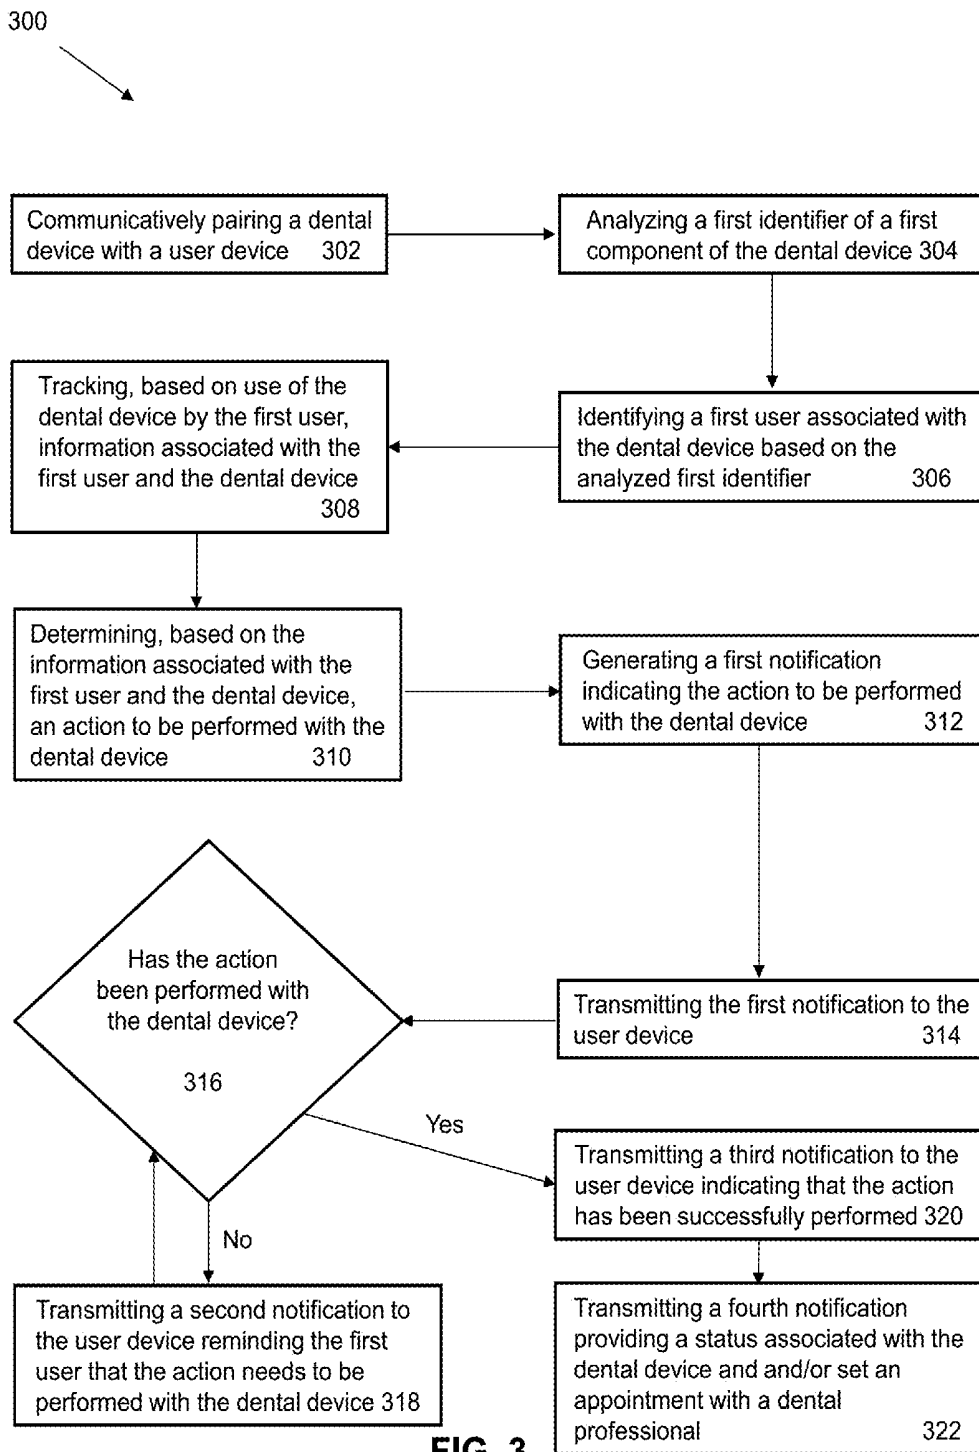 300
Communicatively pairing a dental
device with a user device 302
Analyzing a first identifier of a first
component of the dental device 304
Identifying a first user associated with
the dental device based on the
analyzed first identifier 306
Tracking, based on use of the
dental device by the first user,
information associated with the
first user and the dental device
308
Determining, based on the
information associated with the
first user and the dental device,
an action to be performed with the
dental device 310
Generating a first notification
indicating the action to be performed
with the dental device 312
Transmitting the first notification to the
user device 314
Has the action
been performed with
the dental device?
316
Yes
No
Transmitting a second notification to
the user device reminding the first
user that the action needs to be
performed with the dental device 318
Transmitting a third notification to the
user device indicating that the action
has been successfully performed 320
Transmitting a fourth notification
providing a status associated with the
dental device and and/or set an
appointment with a dental
professional 322
FIG. 3